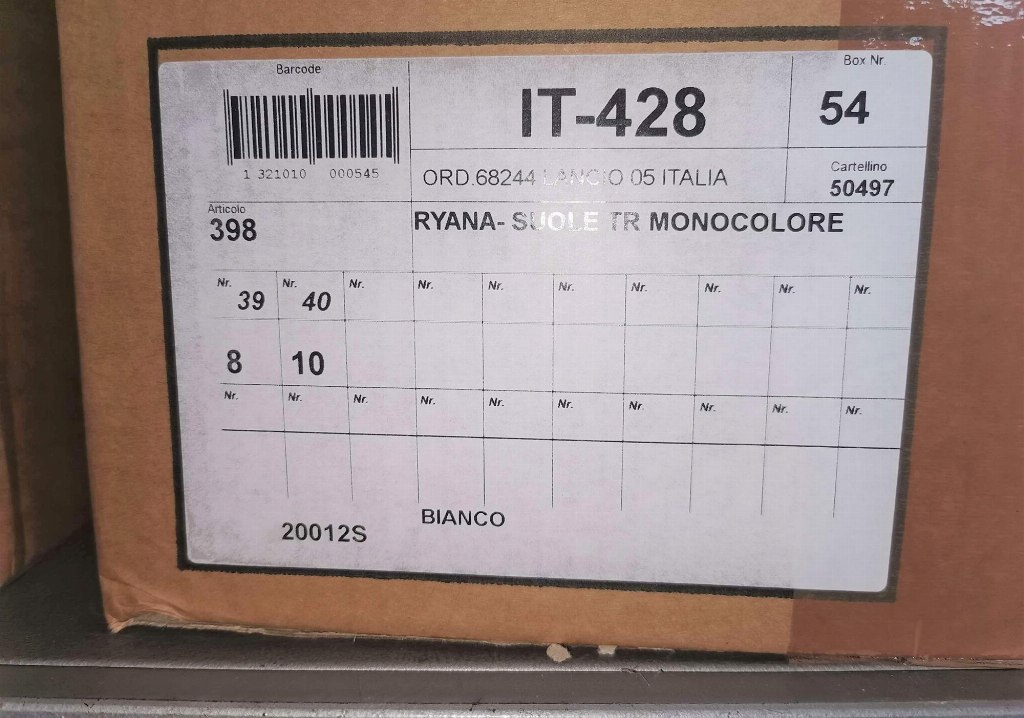 Barcode
1 321010 000545
IT-428
Box Nr.
54
ORD.68244 LANCIO 05 ITALIA
Cartellino
50497
Articolo
398
RYANA- SUOLE TR MONOCOLORE
Nr. 39 Nr. 40 Nr. Nr. Nr. Nr. Nr. Nr. Nr. Nr.
8 10
Nr. Nr. Nr. Nr. Nr. Nr. Nr. Nr. Nr. Nr.
20012S
BIANCO